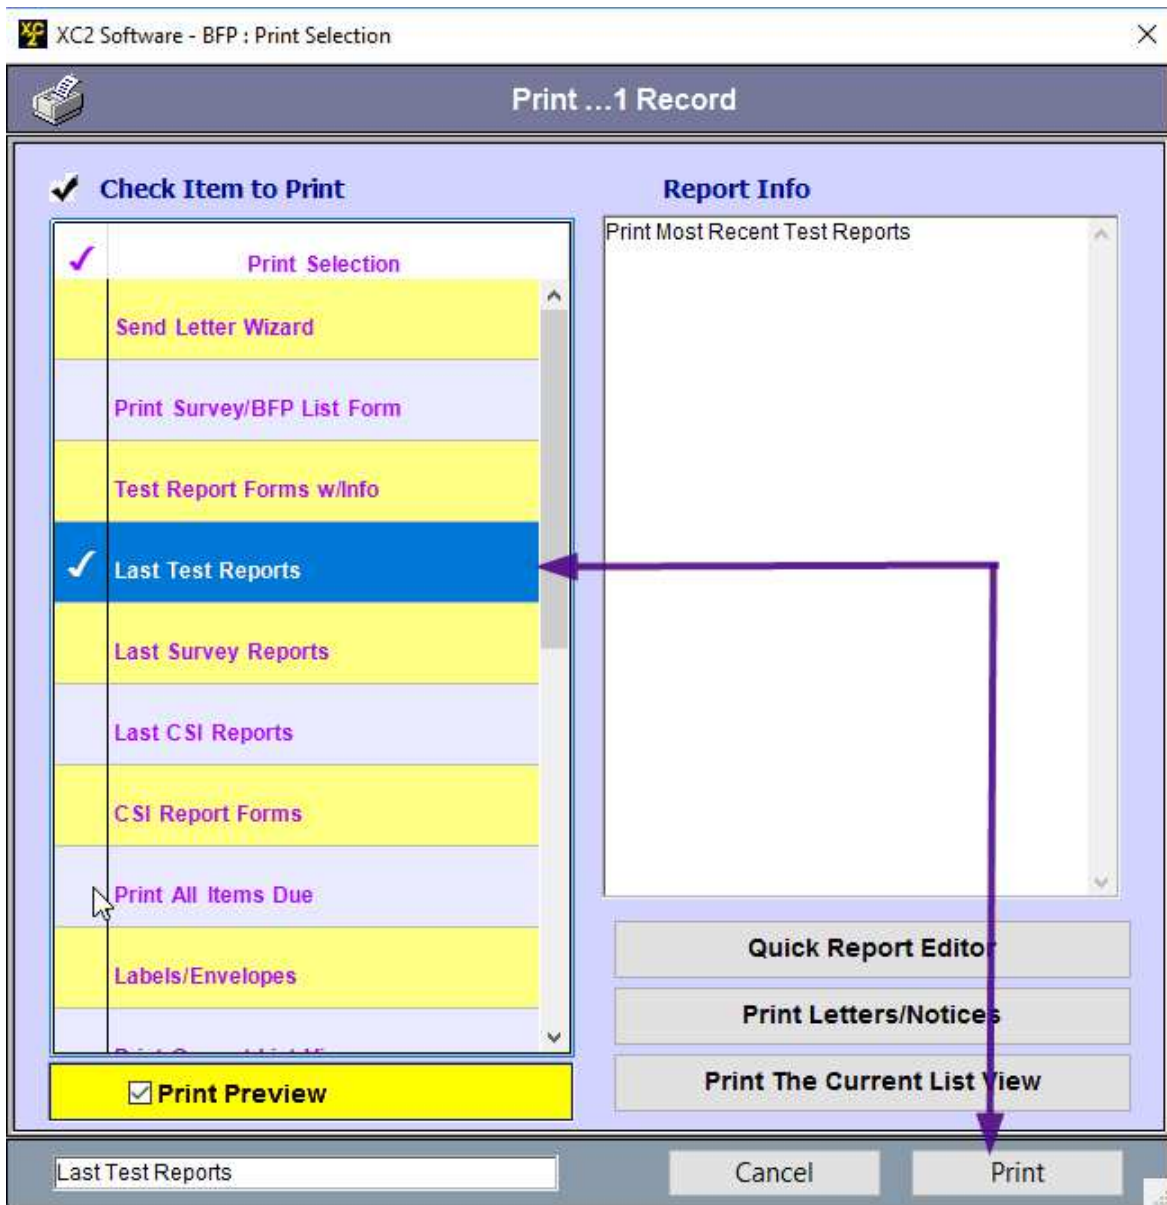 XC2 Software - BFP : Print Selection
Print ...1 Record
Check Item to Print
Print Selection
Send Letter Wizard
Print Survey/BFP List Form
Test Report Forms w/Info
Last Test Reports
Last Survey Reports
Last CSI Reports
CSI Report Forms
Print All Items Due
Labels/Envelopes
Print Preview
Report Info
Print Most Recent Test Reports
Quick Report Editor
Print Letters/Notices
Print The Current List View
Last Test Reports
Cancel
Print